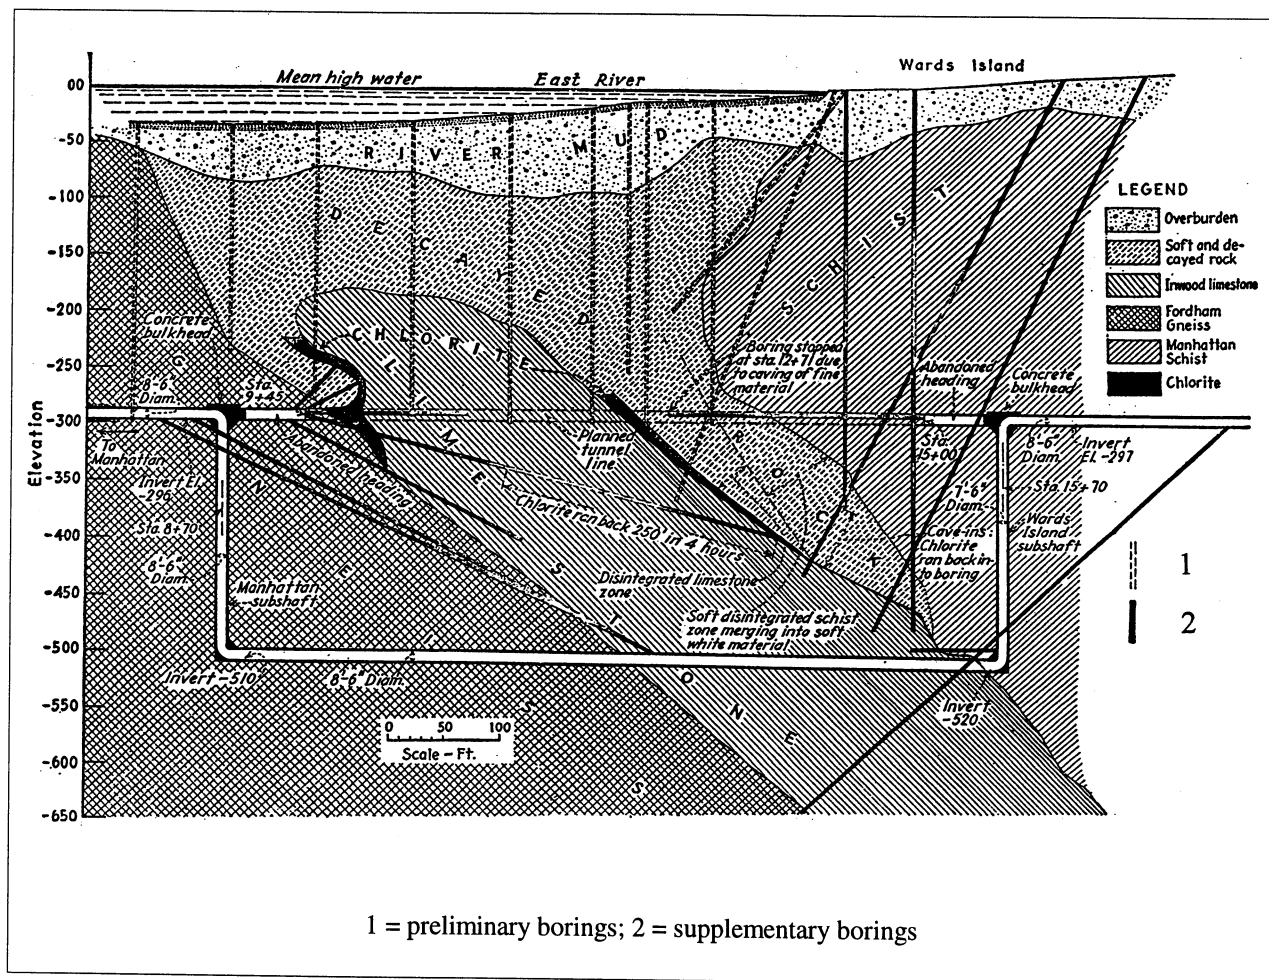 Mean high water
East River
Wards Island
00
-50
-100
-150
-200
-250
-300
-350
-400
-450
-500
-550
-600
-650
Elevation
RIVER MUD
DECAYED
ROCK
SCHIST
CHLORITE
LIMESTONE
GNEISS
Concrete
bulkhead
8'-6"
Diam.
Sta.
9+45
To
Manhattan
Invert El.
-296
Sta. 8+70
8'-6"
Diam.
Manhattan
subshaft
Abandoned heading
Invert -510'
8'-6" Diam.
0 50 100
Scale - Ft.
Planned
tunnel
line
Chlorite ran back 250' in 4 hours
Disintegrated limestone
zone
Soft disintegrated schist
zone merging into soft
white material
Boring stopped
at sta. 12+71 due
to caving of fine
material
Abandoned
heading
Concrete
bulkhead
Sta.
15+00
8'-6"
Diam.
Invert
El. -297
7'-6"
Diam.
Sta. 15+70
Wards
Island
subshaft
Cave-ins:
Chlorite
ran back in-
to boring
Invert
-520
LEGEND
Overburden
Soft and de-
cayed rock
Inwood limestone
Fordham
Gneiss
Manhattan
Schist
Chlorite
1
2
1 = preliminary borings; 2 = supplementary borings